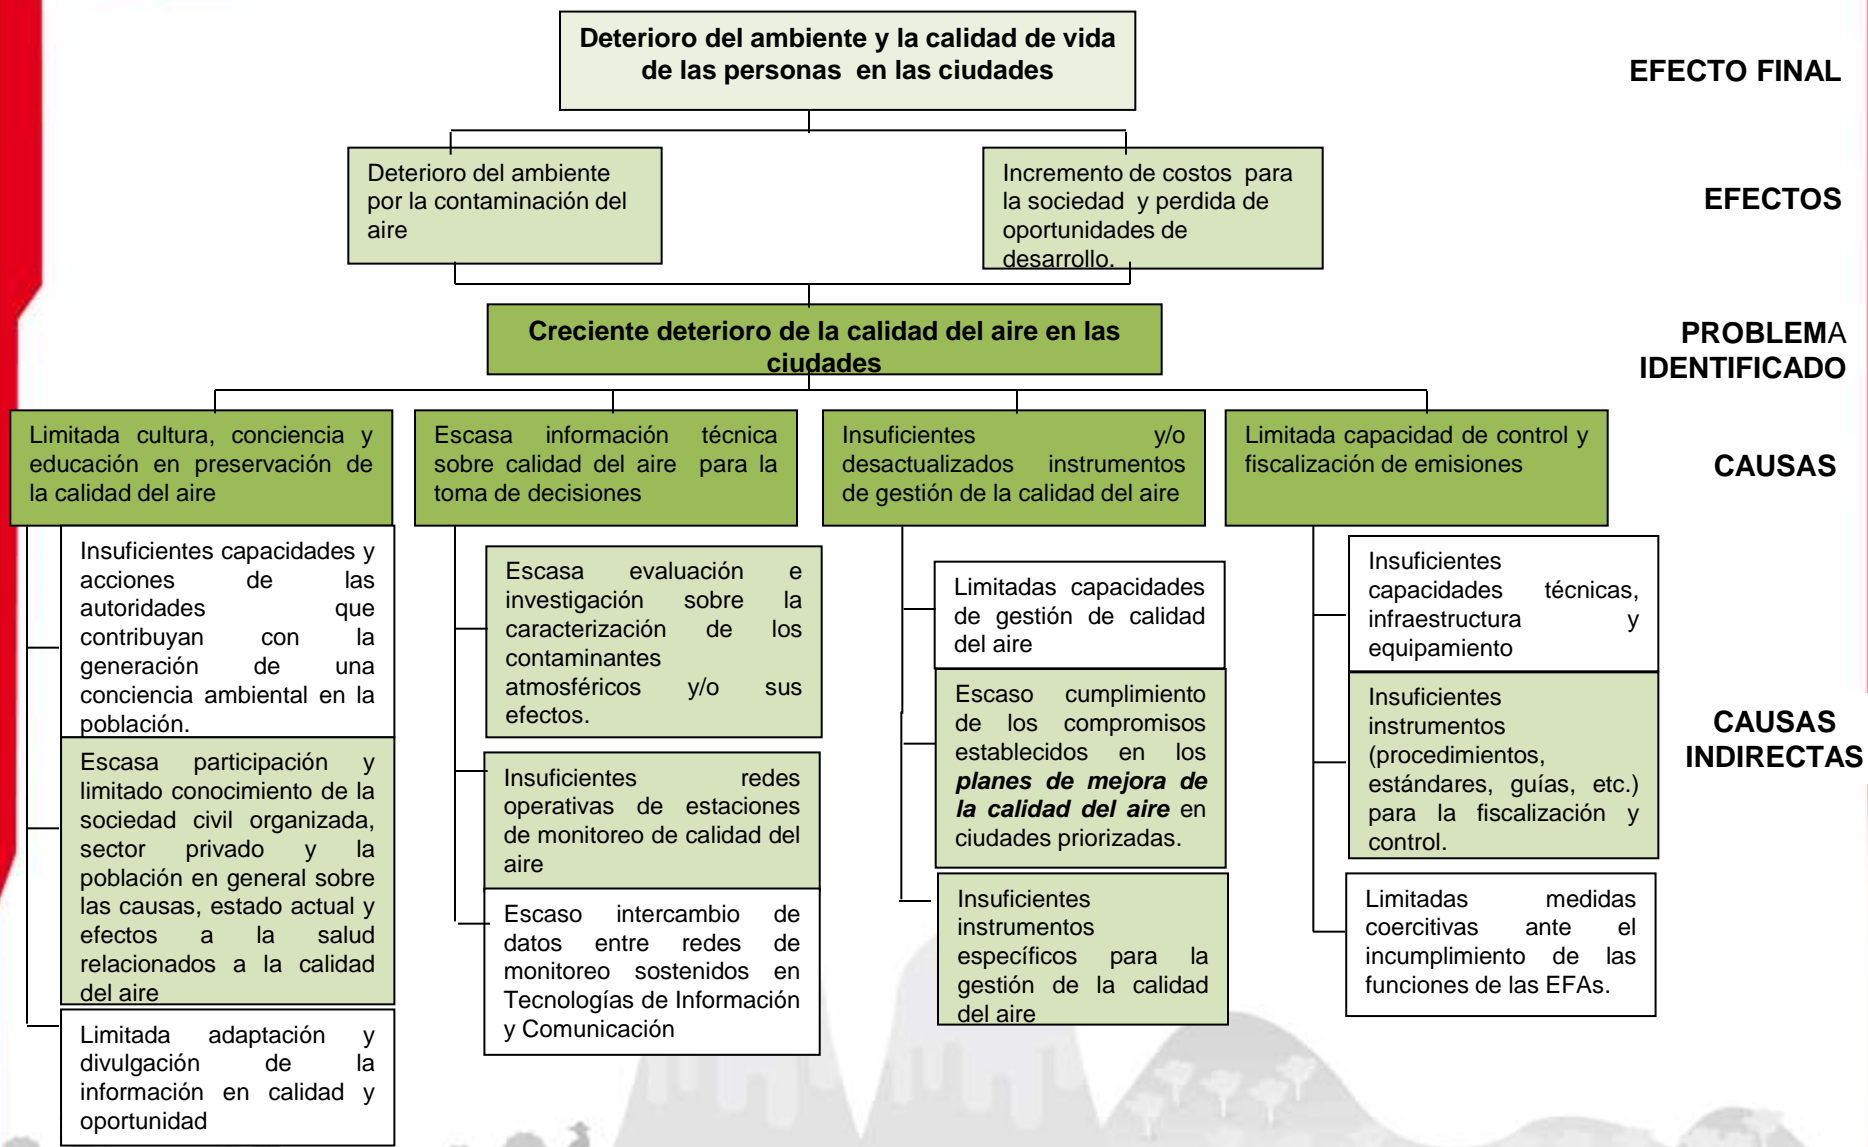 Deterioro del ambiente y la calidad de vida
de las personas en las ciudades
EFECTO FINAL
Deterioro del ambiente
por la contaminación del
aire
Incremento de costos para
la sociedad y perdida de
oportunidades de
desarrollo.
EFECTOS
Creciente deterioro de la calidad del aire en las
ciudades
PROBLEMA
IDENTIFICADO
Limitada cultura, conciencia y
educación en preservación de
la calidad del aire
Escasa información técnica
sobre calidad del aire para la
toma de decisiones
Insuficientes y/o
desactualizados instrumentos
de gestión de la calidad del aire
Limitada capacidad de control y
fiscalización de emisiones
CAUSAS
Insuficientes capacidades y
acciones de las
autoridades que
contribuyan con la
generación de una
conciencia ambiental en la
población.
Escasa participación y
limitado conocimiento de la
sociedad civil organizada,
sector privado y la
población en general sobre
las causas, estado actual y
efectos a la salud
relacionados a la calidad
del aire
Limitada adaptación y
divulgación de la
información en calidad y
oportunidad
Escasa evaluación e
investigación sobre la
caracterización de los
contaminantes
atmosféricos y/o sus
efectos.
Insuficientes redes
operativas de estaciones
de monitoreo de calidad del
aire
Escaso intercambio de
datos entre redes de
monitoreo sostenidos en
Tecnologías de Información
y Comunicación
Limitadas capacidades
de gestión de calidad
del aire
Escaso cumplimiento
de los compromisos
establecidos en los
planes de mejora de
la calidad del aire en
ciudades priorizadas.
Insuficientes
instrumentos
específicos para la
gestión de la calidad
del aire
Insuficientes
capacidades técnicas,
infraestructura y
equipamiento
Insuficientes
instrumentos
(procedimientos,
estándares, guías, etc.)
para la fiscalización y
control.
Limitadas medidas
coercitivas ante el
incumplimiento de las
funciones de las EFAs.
CAUSAS
INDIRECTAS